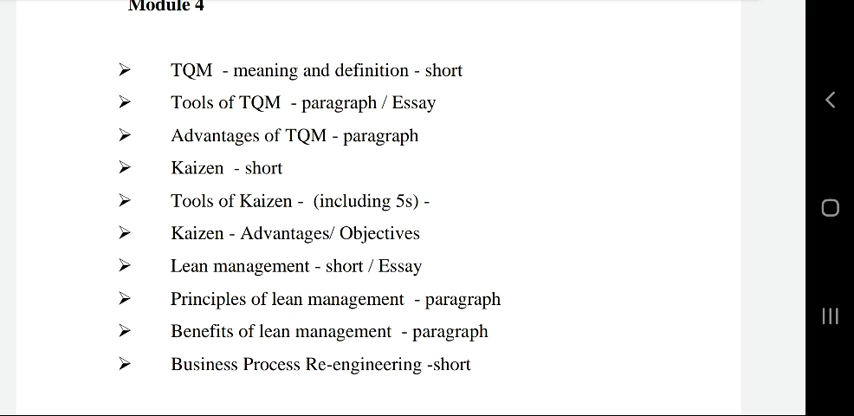 Module 4
➢ TQM - meaning and definition - short
➢ Tools of TQM - paragraph / Essay
➢ Advantages of TQM - paragraph
➢ Kaizen - short
➢ Tools of Kaizen - (including 5s) -
➢ Kaizen - Advantages/ Objectives
➢ Lean management - short / Essay
➢ Principles of lean management - paragraph
➢ Benefits of lean management - paragraph
➢ Business Process Re-engineering -short